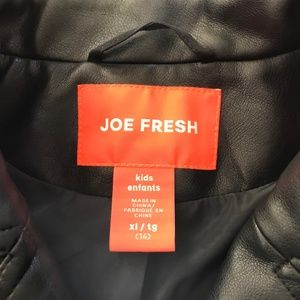 JOE FRESH
kids
enfants
MADE IN
CHINA/
FABRIQUÉ EN
CHINE
xl / tg
(14)